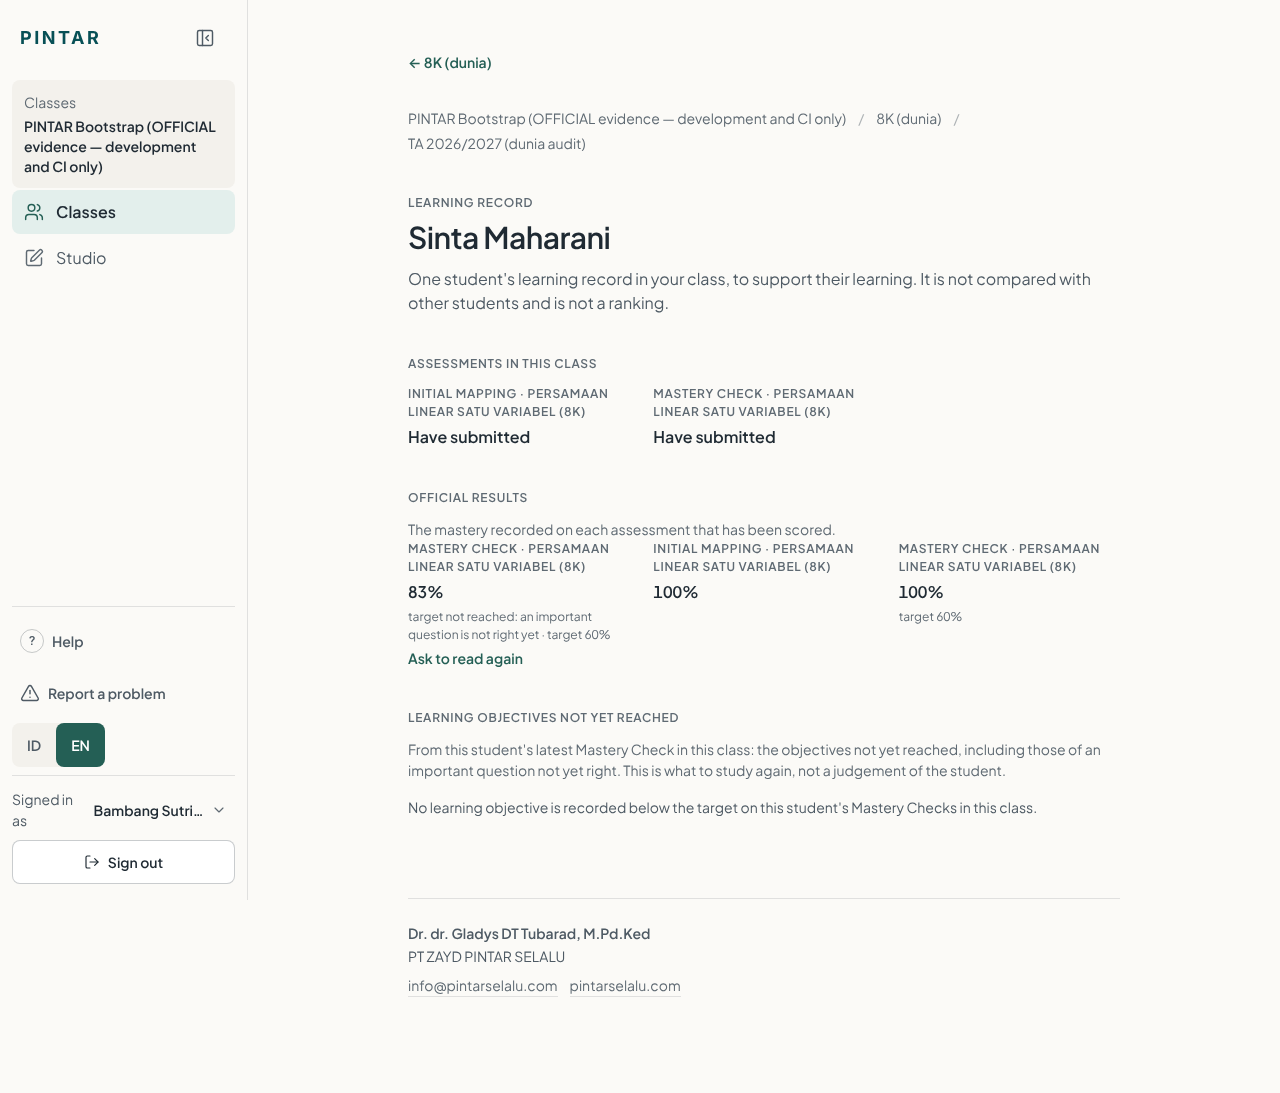 PINTAR
Classes
PINTAR Bootstrap (OFFICIAL
evidence — development
and CI only)
Classes
Studio
? Help
Report a problem
ID EN
Signed in
as
Bambang Sutri...
Sign out
← 8K (dunia)
PINTAR Bootstrap (OFFICIAL evidence — development and CI only) / 8K (dunia) /
TA 2026/2027 (dunia audit)
LEARNING RECORD
Sinta Maharani
One student's learning record in your class, to support their learning. It is not compared with
other students and is not a ranking.
ASSESSMENTS IN THIS CLASS
INITIAL MAPPING · PERSAMAAN
LINEAR SATU VARIABEL (8K)
Have submitted
MASTERY CHECK · PERSAMAAN
LINEAR SATU VARIABEL (8K)
Have submitted
OFFICIAL RESULTS
The mastery recorded on each assessment that has been scored.
MASTERY CHECK · PERSAMAAN
LINEAR SATU VARIABEL (8K)
83%
target not reached: an important
question is not right yet · target 60%
Ask to read again
INITIAL MAPPING · PERSAMAAN
LINEAR SATU VARIABEL (8K)
100%
MASTERY CHECK · PERSAMAAN
LINEAR SATU VARIABEL (8K)
100%
target 60%
LEARNING OBJECTIVES NOT YET REACHED
From this student's latest Mastery Check in this class: the objectives not yet reached, including those of an
important question not yet right. This is what to study again, not a judgement of the student.
No learning objective is recorded below the target on this student's Mastery Checks in this class.
Dr. dr. Gladys DT Tubarad, M.Pd.Ked
PT ZAYD PINTAR SELALU
info@pintarselalu.com pintarselalu.com